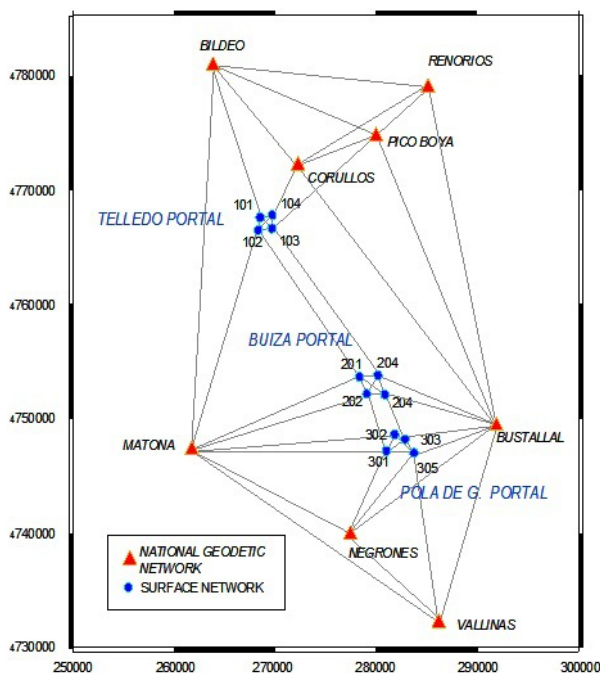 BILDEO
RENORIOS
4780000
PICO BOYA
CORULLOS
4770000
101
104
TELLEDO PORTAL
102
103
4760000
BUIZA PORTAL
201
204
202
204
4750000
302
303
BUSTALLAL
MATONA
301
305
POLA DE G. PORTAL
4740000
NEGRONES
NATIONAL GEODETIC
NETWORK
SURFACE NETWORK
VALLINAS
4730000
250000
260000
270000
280000
290000
300000